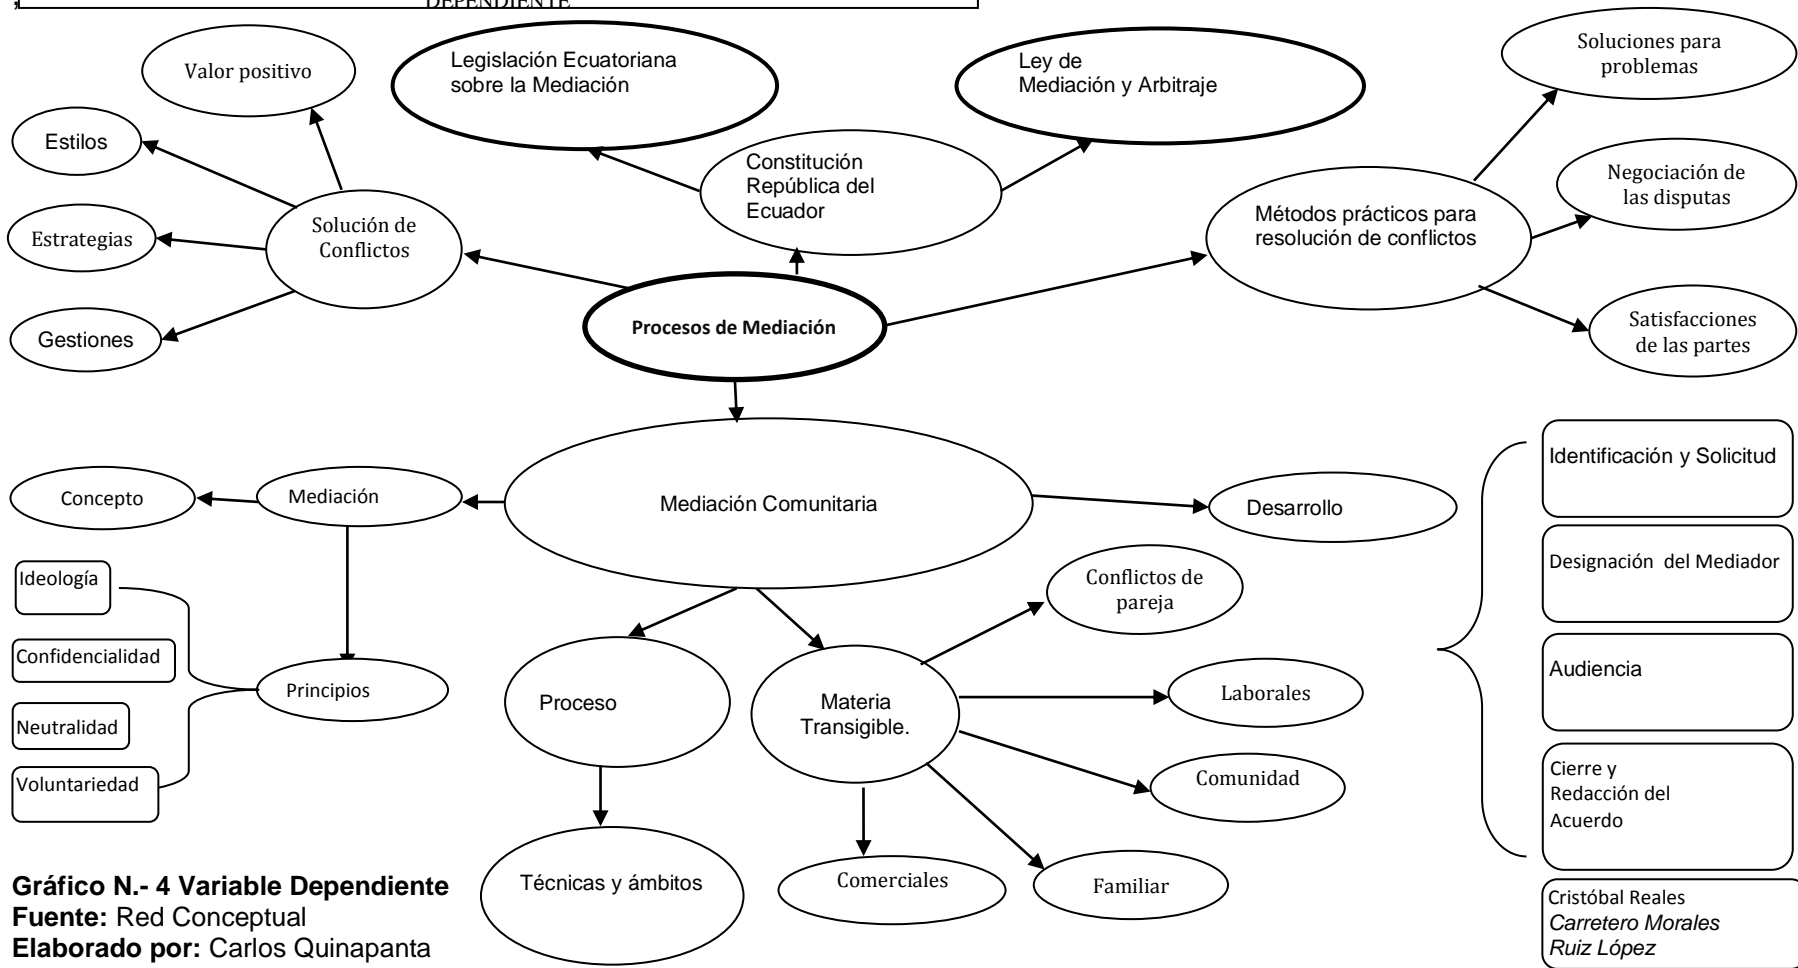 DEPENDIENTE
Valor positivo
Legislación Ecuatoriana
sobre la Mediación
Ley de
Mediación y Arbitraje
Soluciones para
problemas
Estilos
Constitución
República del
Ecuador
Negociación de
las disputas
Solución de
Conflictos
Métodos prácticos para
resolución de conflictos
Estrategias
Procesos de Mediación
Gestiones
Satisfacciones
de las partes
Identificación y Solicitud
Concepto
Mediación
Mediación Comunitaria
Desarrollo
Designación del Mediador
Ideología
Conflictos de
pareja
Confidencialidad
Audiencia
Principios
Proceso
Materia
Transigible.
Laborales
Neutralidad
Voluntariedad
Comunidad
Cierre y
Redacción del
Acuerdo
Técnicas y ámbitos
Comerciales
Familiar
Gráfico N.- 4 Variable Dependiente
Fuente: Red Conceptual
Elaborado por: Carlos Quinapanta
Cristóbal Reales
Carretero Morales
Ruiz López